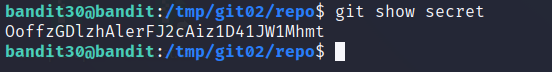 bandit30@bandit:/tmp/git02/repo$ git show secret
OoffzGDlzhAlerFJ2cAiz1D41JW1Mhmt
bandit30@bandit:/tmp/git02/repo$